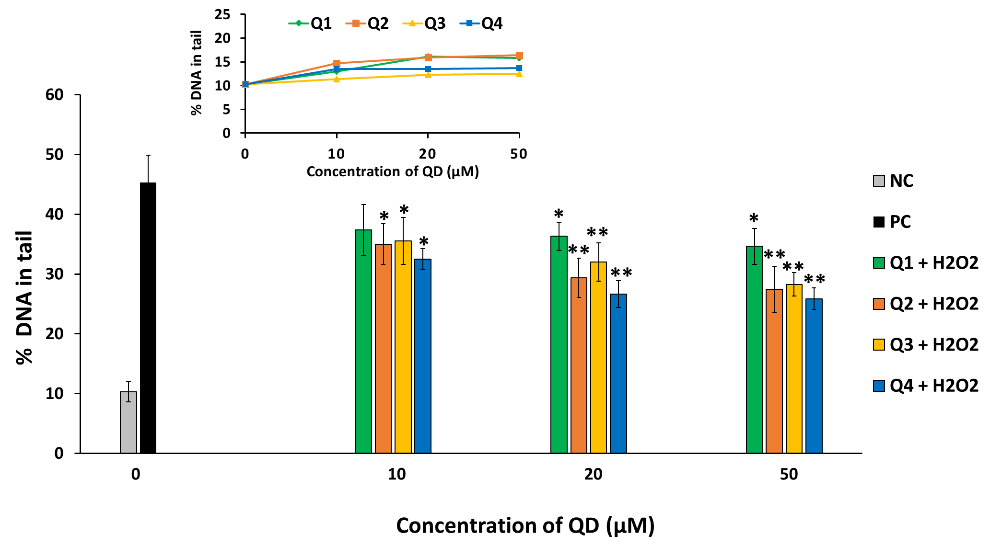 Q1 Q2 Q3 Q4
% DNA in tail
25
20
15
10
5
0
0 10 20 50
Concentration of QD (µM)
% DNA in tail
60
50
40
30
20
10
0
* * *
* ** ** **
* ** ** **
0 10 20 50
Concentration of QD (µM)
NC
PC
Q1 + H2O2
Q2 + H2O2
Q3 + H2O2
Q4 + H2O2